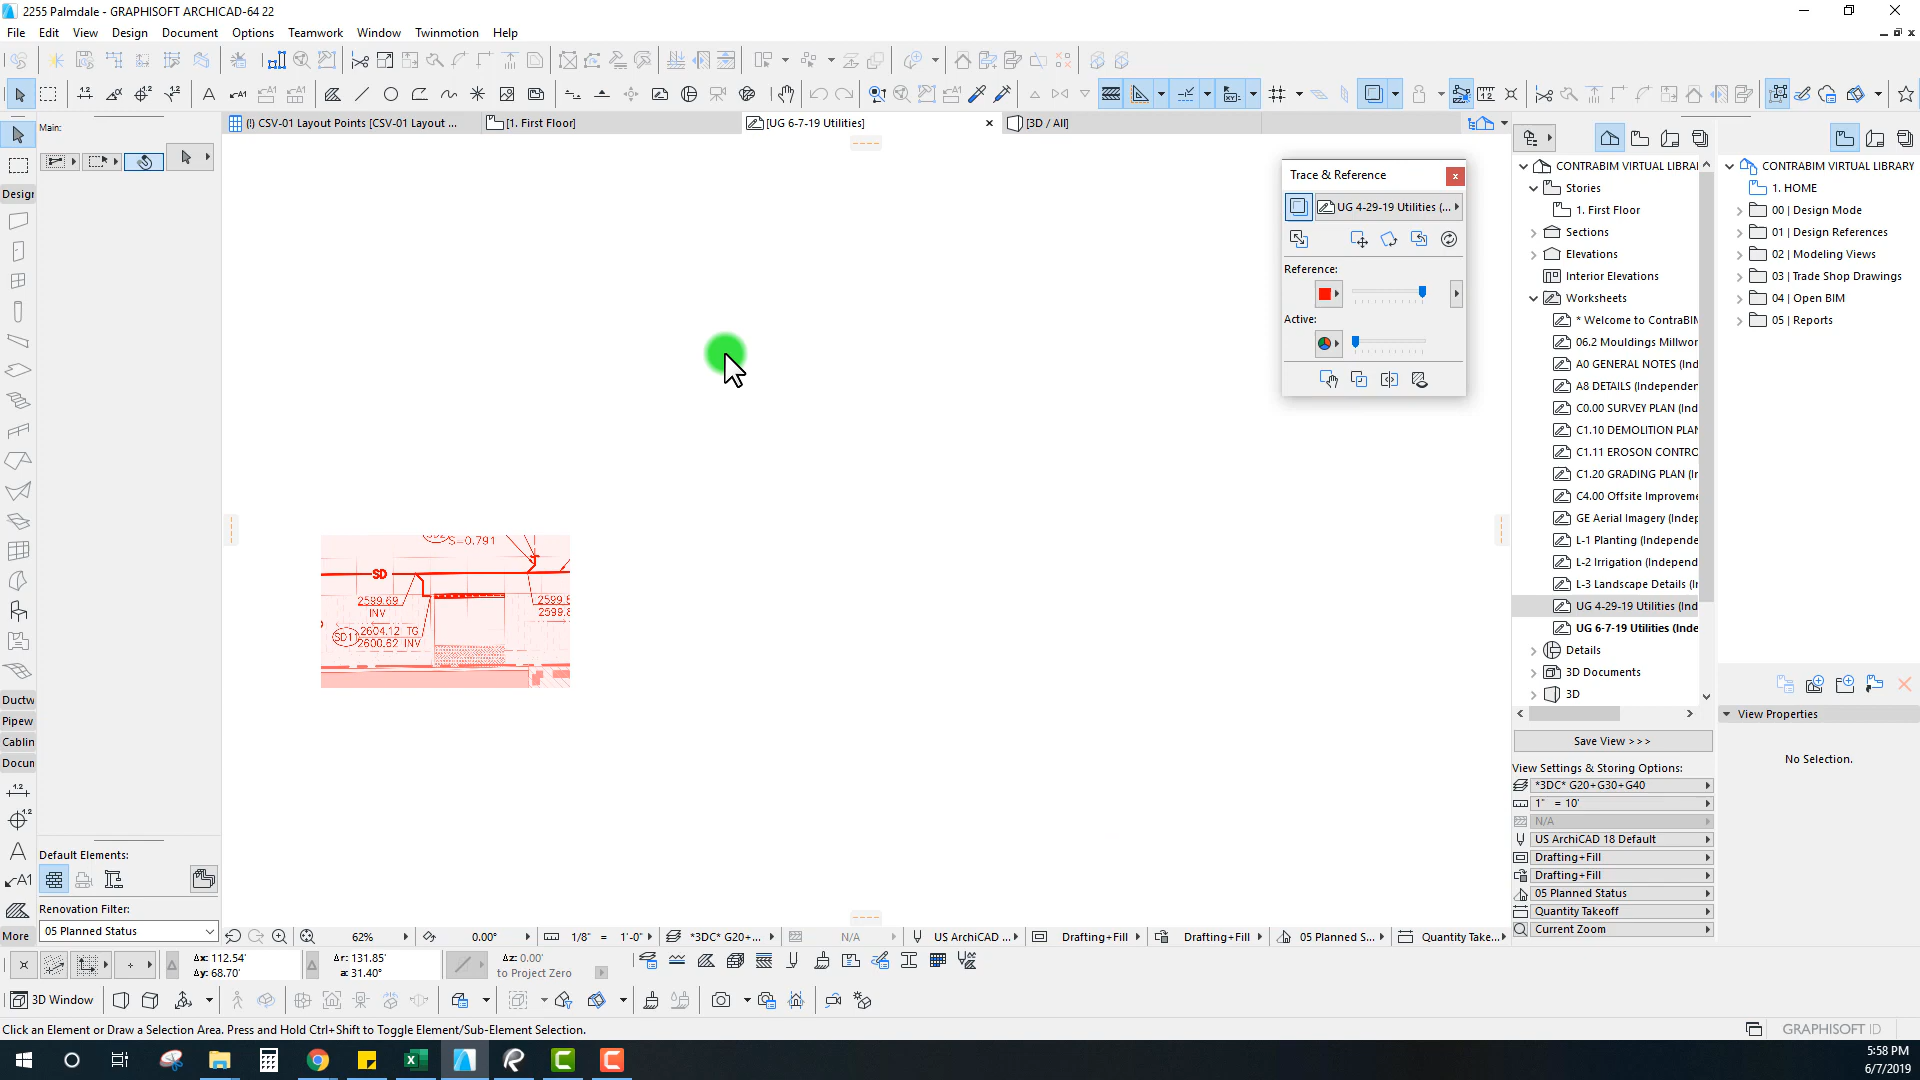 2255 Palmdale - GRAPHISOFT ARCHICAD-64 22
File Edit View Design Document Options Teamwork Window Twinmotion Help
Main:
(!) CSV-01 Layout Points [CSV-01 Layout ...
[1. First Floor]
[UG 6-7-19 Utilities]
[3D / All]
Desigr
Ductw
Pipew
Cablin
Docun
More
Trace & Reference
UG 4-29-19 Utilities (...
Reference:
Active:
S=0.791
SD
2599.69
INV
SD1
2604.12 TG
2600.62 INV
CONTRABIM VIRTUAL LIBRA
Stories
1. First Floor
Sections
Elevations
Interior Elevations
Worksheets
* Welcome to ContraBIM
06.2 Mouldings Millwor
A0 GENERAL NOTES (Indep
A8 DETAILS (Independen
C0.00 SURVEY PLAN (Ind
C1.10 DEMOLITION PLAN
C1.11 EROSON CONTRO
C1.20 GRADING PLAN (Ir
C4.00 Offsite Improveme
GE Aerial Imagery (Indep
L-1 Planting (Independe
L-2 Irrigation (Independ
L-3 Landscape Details (I
UG 4-29-19 Utilities (Ind
UG 6-7-19 Utilities (Inde
Details
3D Documents
3D
Save View >>>
View Settings & Storing Options:
*3DC* G20+G30+G40
1" = 10'
N/A
US ArchiCAD 18 Default
Drafting+Fill
Drafting+Fill
05 Planned Status
Quantity Takeoff
Current Zoom
CONTRABIM VIRTUAL LIBRARY
1. HOME
00 | Design Mode
01 | Design References
02 | Modeling Views
03 | Trade Shop Drawings
04 | Open BIM
05 | Reports
View Properties
No Selection.
Default Elements:
Renovation Filter:
05 Planned Status
62% 0.00° 1/8" = 1'-0" *3DC* G20+... N/A US ArchiCAD ... Drafting+Fill Drafting+Fill 05 Planned S... Quantity Take...
Δx: 112.54' Δr: 131.85' Δz: 0.00'
Δy: 68.70' a: 31.40° to Project Zero
3D Window
Click an Element or Draw a Selection Area. Press and Hold Ctrl+Shift to Toggle Element/Sub-Element Selection.
GRAPHISOFT ID
5:58 PM
6/7/2019